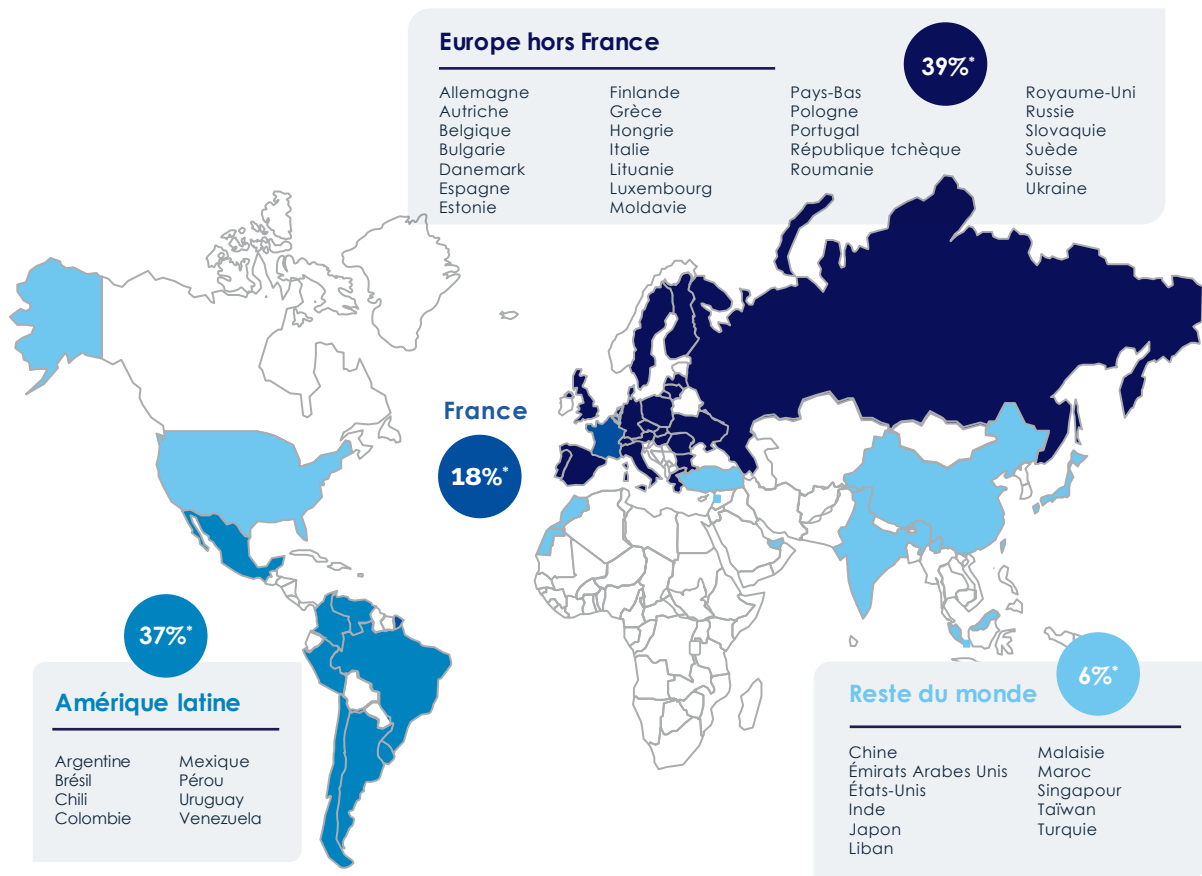 Europe hors France
39%*
Allemagne
Autriche
Belgique
Bulgarie
Danemark
Espagne
Estonie
Finlande
Grèce
Hongrie
Italie
Lituanie
Luxembourg
Moldavie
Pays-Bas
Pologne
Portugal
République tchèque
Roumanie
Royaume-Uni
Russie
Slovaquie
Suède
Suisse
Ukraine
France
18%*
37%*
Amérique latine
Argentine
Brésil
Chili
Colombie
Mexique
Pérou
Uruguay
Venezuela
6%*
Reste du monde
Chine
Émirats Arabes Unis
États-Unis
Inde
Japon
Liban
Malaisie
Maroc
Singapour
Taïwan
Turquie